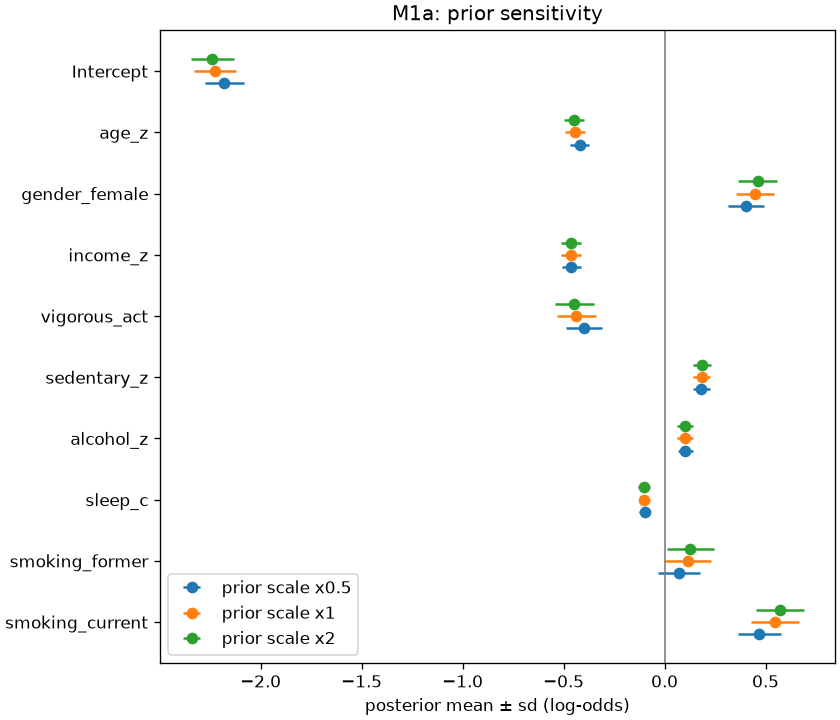 M1a: prior sensitivity
Intercept
age_z
gender_female
income_z
vigorous_act
sedentary_z
alcohol_z
sleep_c
smoking_former
smoking_current
prior scale x0.5
prior scale x1
prior scale x2
−2.0 −1.5 −1.0 −0.5 0.0 0.5
posterior mean ± sd (log-odds)